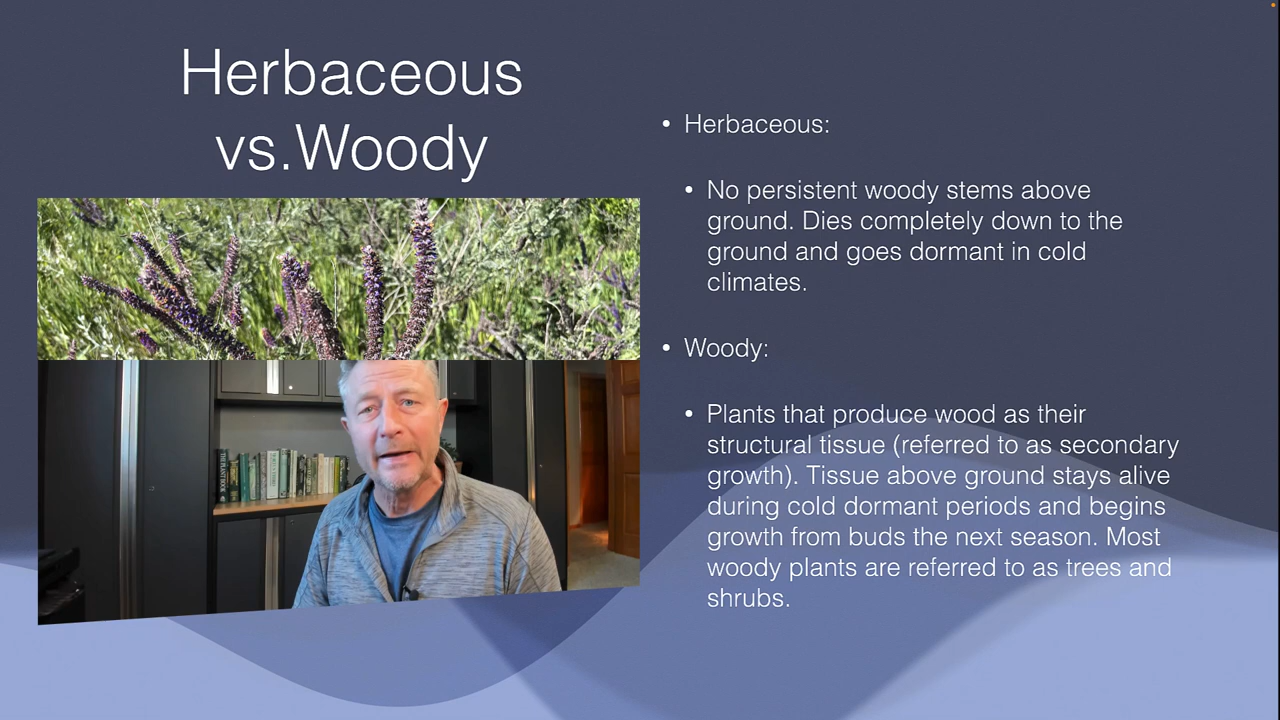 Herbaceous
vs.Woody
• Herbaceous:
• No persistent woody stems above
ground. Dies completely down to the
ground and goes dormant in cold
climates.
• Woody:
• Plants that produce wood as their
structural tissue (referred to as secondary
growth). Tissue above ground stays alive
during cold dormant periods and begins
growth from buds the next season. Most
woody plants are referred to as trees and
shrubs.
THE PLANT BOOK